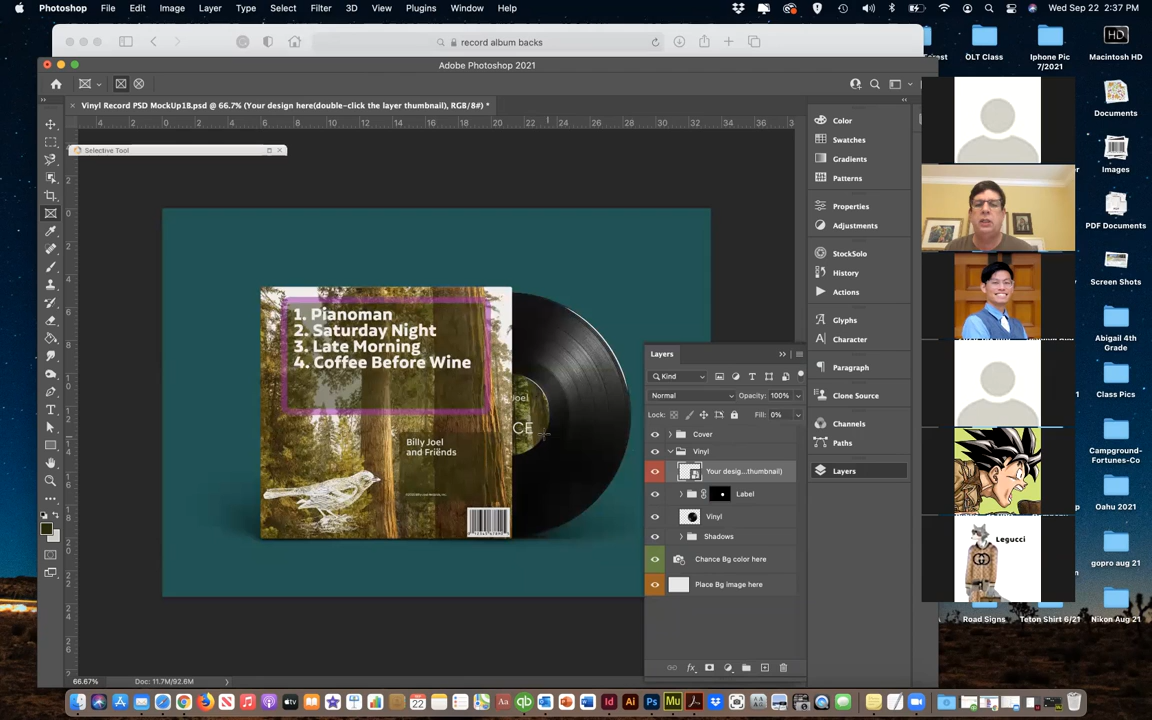 Photoshop File Edit Image Layer Type Select Filter 3D View Plugins Window Help Wed Sep 22 2:37 PM
record album backs
Adobe Photoshop 2021
Vinyl Record PSD MockUp18.psd @ 66.7% (Your design here(double-click the layer thumbnail), RGB/8#) *
Selective Tool
1. Pianoman
2. Saturday Night
3. Late Morning
4. Coffee Before Wine
Billy Joel
and Friends
Joel
CE
Color
Swatches
Gradients
Patterns
Properties
Adjustments
StockSolo
History
Actions
Glyphs
Character
Paragraph
Clone Source
Channels
Paths
Layers
Layers
Kind
Normal Opacity: 100%
Lock: Fill: 0%
Cover
Vinyl
Your desig...thumbnail)
Label
Vinyl
Shadows
Chance Bg color here
Place Bg image here
66.67% Doc: 11.7M/92.6M
Legucci
OLT Class
Iphone Pic
7/2021
HD
Macintosh HD
Documents
Images
PDF Documents
Screen Shots
Abigail 4th
Grade
Class Pics
Campground-
Fortunes-Co
Oahu 2021
gopro aug 21
Road Signs
Teton Shirt 6/21
Nikon Aug 21